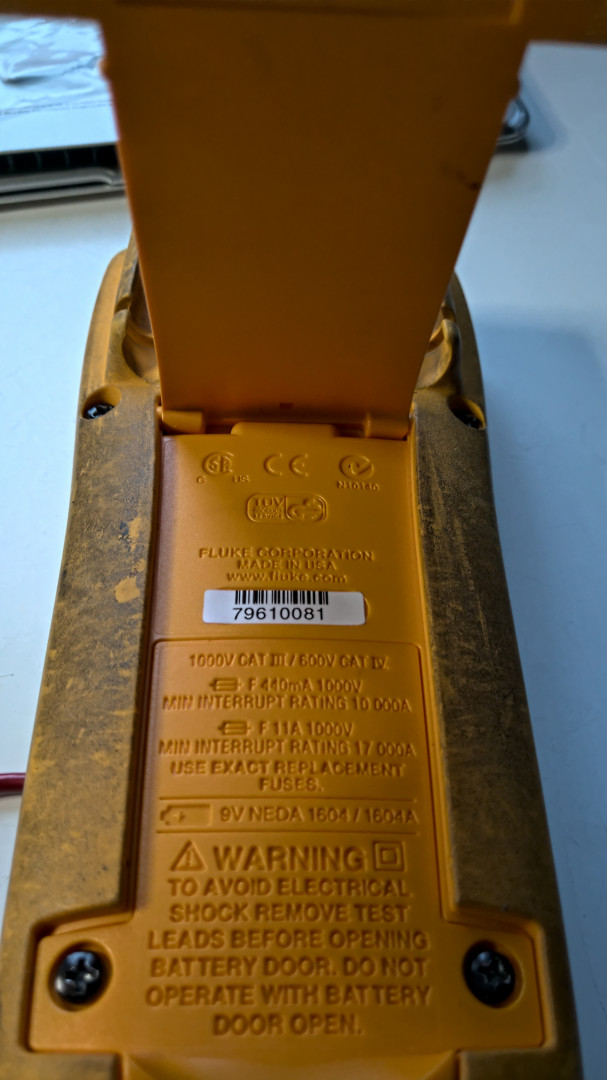 C US
CE
N10140
TUV
GS
FLUKE CORPORATION
MADE IN USA
www.fluke.com
79610081
1000V CAT III / 600V CAT IV.
F 440mA 1000V
MIN INTERRUPT RATING 10 000A
F 11A 1000V
MIN INTERRUPT RATING 17 000A
USE EXACT REPLACEMENT
FUSES.
9V NEDA 1604 / 1604A
WARNING
TO AVOID ELECTRICAL
SHOCK REMOVE TEST
LEADS BEFORE OPENING
BATTERY DOOR. DO NOT
OPERATE WITH BATTERY
DOOR OPEN.